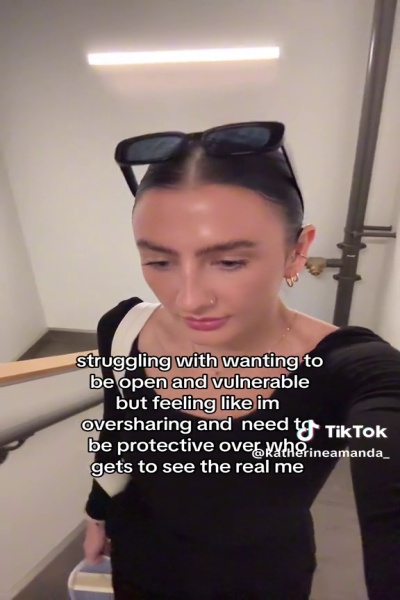 struggling with wanting to
be open and vulnerable
but feeling like im
oversharing and need to
be protective over who
gets to see the real me
TikTok
@katherineamanda_